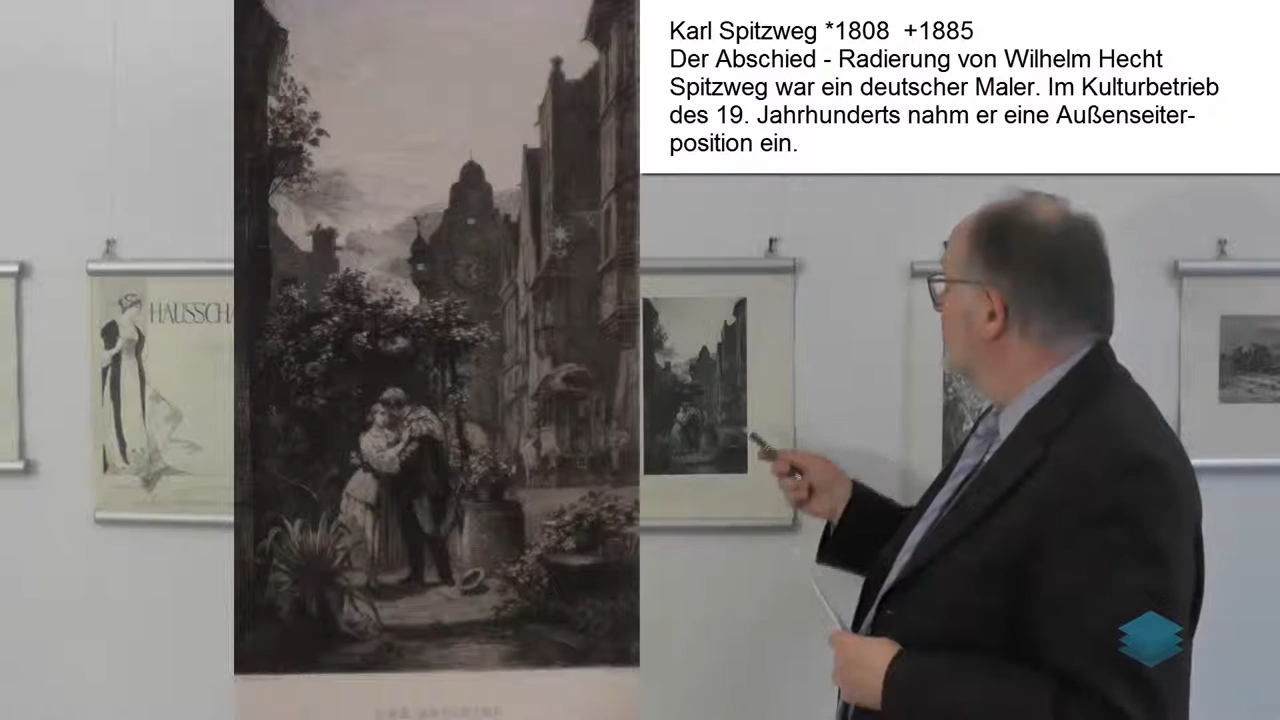 Karl Spitzweg *1808  +1885
Der Abschied - Radierung von Wilhelm Hecht
Spitzweg war ein deutscher Maler. Im Kulturbetrieb
des 19. Jahrhunderts nahm er eine Außenseiter-
position ein.
HAUSSCHA